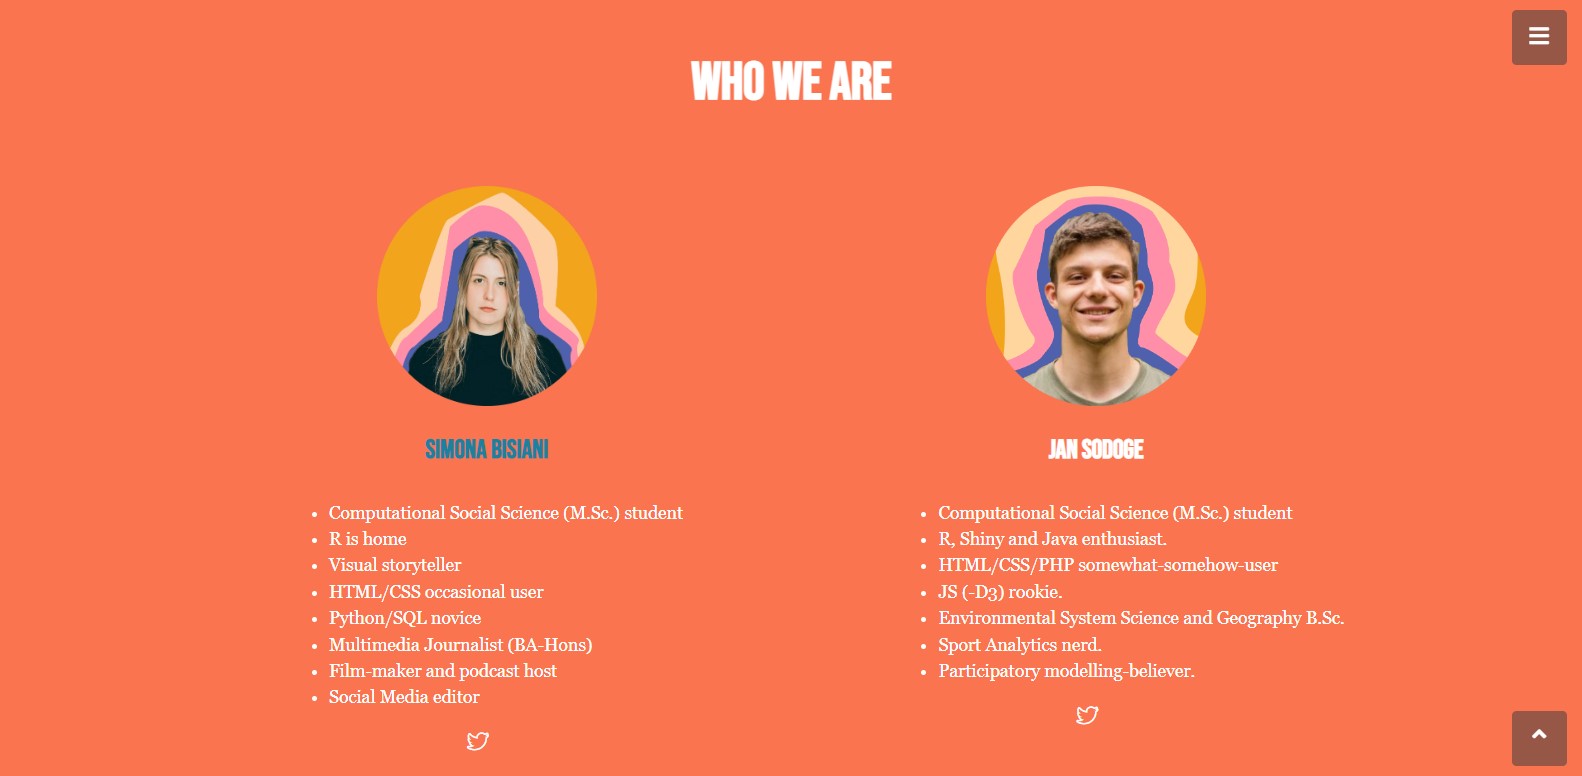 WHO WE ARE
SIMONA BISIANI
Computational Social Science (M.Sc.) student
R is home
Visual storyteller
HTML/CSS occasional user
Python/SQL novice
Multimedia Journalist (BA-Hons)
Film-maker and podcast host
Social Media editor
JAN SODOGE
Computational Social Science (M.Sc.) student
R, Shiny and Java enthusiast.
HTML/CSS/PHP somewhat-somehow-user
JS (-D3) rookie.
Environmental System Science and Geography B.Sc.
Sport Analytics nerd.
Participatory modelling-believer.